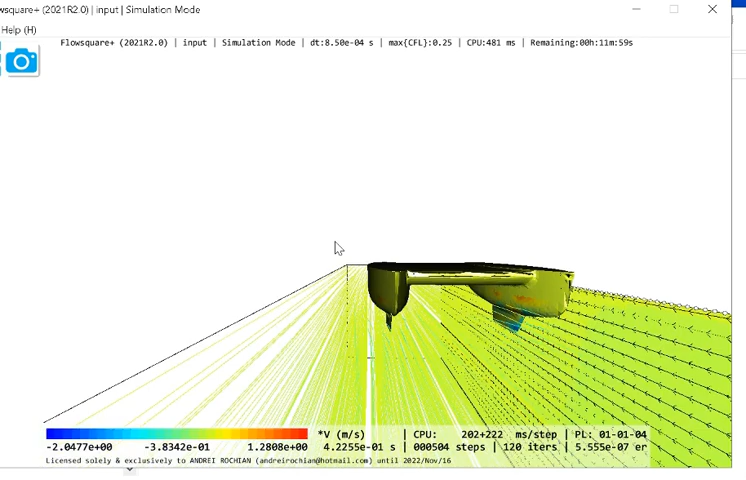 wsquare+ (2021R2.0) | input | Simulation Mode
Help (H)
Flowsquare+ (2021R2.0) | input | Simulation Mode | dt:8.50e-04 s | max{CFL}:0.25 | CPU:481 ms | Remaining:00h:11m:59s
*V (m/s) | CPU: 202+222 ms/step | PL: 01-01-04
-2.0477e+00 -3.8342e-01 1.2808e+00 4.2255e-01 s | 000504 steps | 120 iters | 5.555e-07 er
Licensed solely & exclusively to ANDREI ROCHIAN (andreirochian@hotmail.com) until 2022/Nov/16